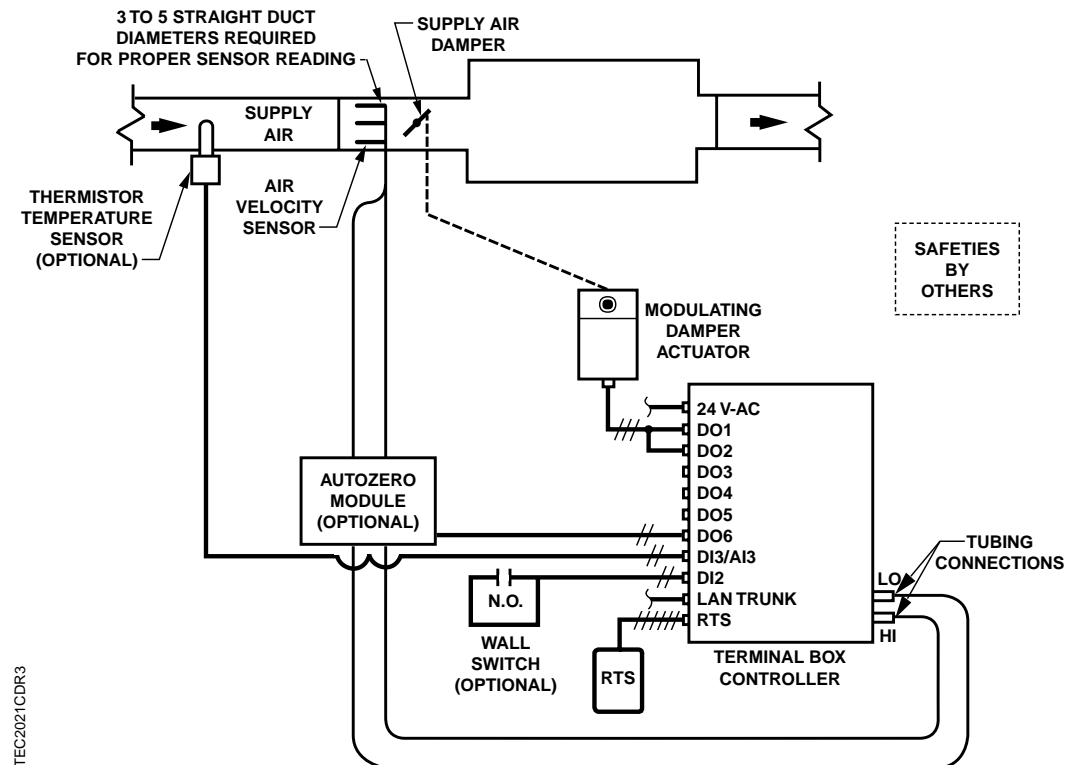 3 TO 5 STRAIGHT DUCT
DIAMETERS REQUIRED
FOR PROPER SENSOR READING
SUPPLY AIR
DAMPER
SUPPLY
AIR
THERMISTOR
TEMPERATURE
SENSOR
(OPTIONAL)
AIR
VELOCITY
SENSOR
SAFETIES
BY
OTHERS
MODULATING
DAMPER
ACTUATOR
24 V-AC
DO1
DO2
DO3
DO4
DO5
DO6
DI3/AI3
DI2
LAN TRUNK
RTS
AUTOZERO
MODULE
(OPTIONAL)
TUBING
CONNECTIONS
LO
HI
N.O.
WALL
SWITCH
(OPTIONAL)
RTS
TERMINAL BOX
CONTROLLER
TEC2021CDR3